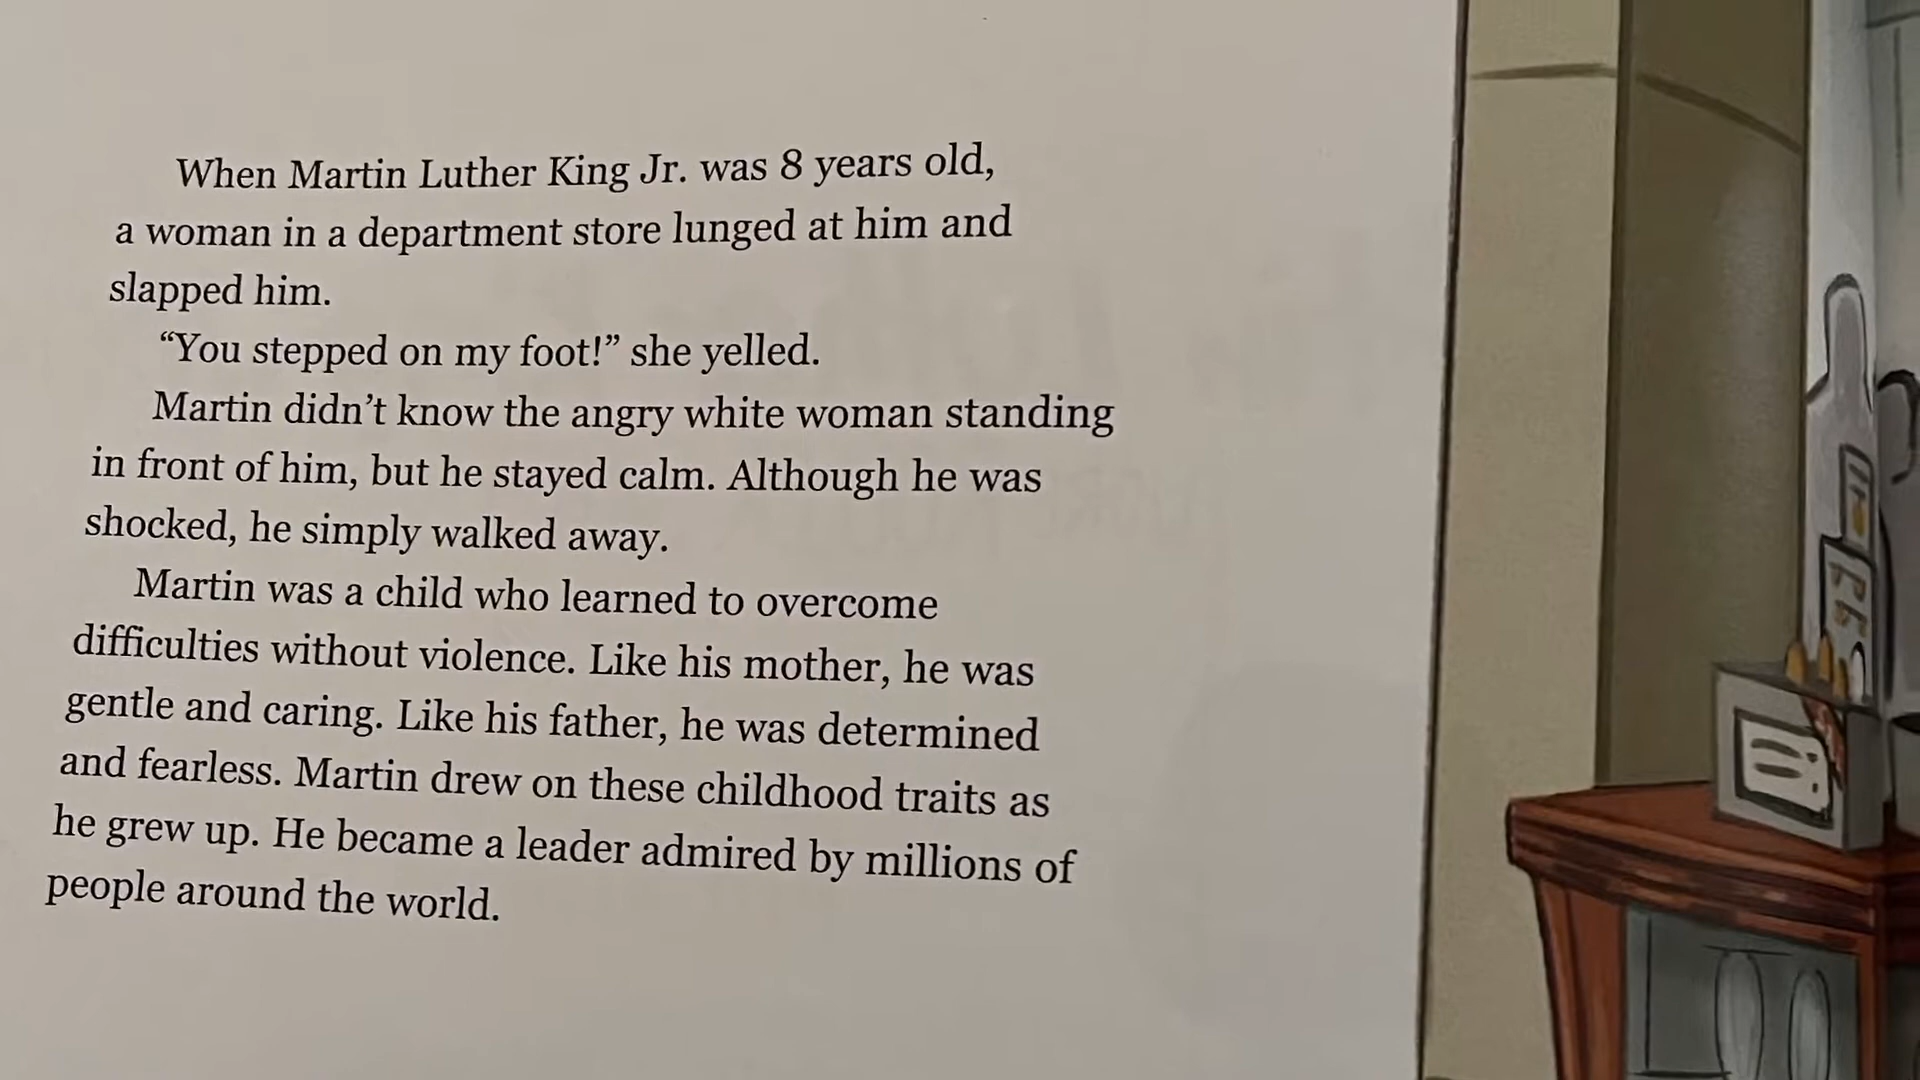 When Martin Luther King Jr. was 8 years old,
a woman in a department store lunged at him and
slapped him.
“You stepped on my foot!” she yelled.
Martin didn’t know the angry white woman standing
in front of him, but he stayed calm. Although he was
shocked, he simply walked away.
Martin was a child who learned to overcome
difficulties without violence. Like his mother, he was
gentle and caring. Like his father, he was determined
and fearless. Martin drew on these childhood traits as
he grew up. He became a leader admired by millions of
people around the world.